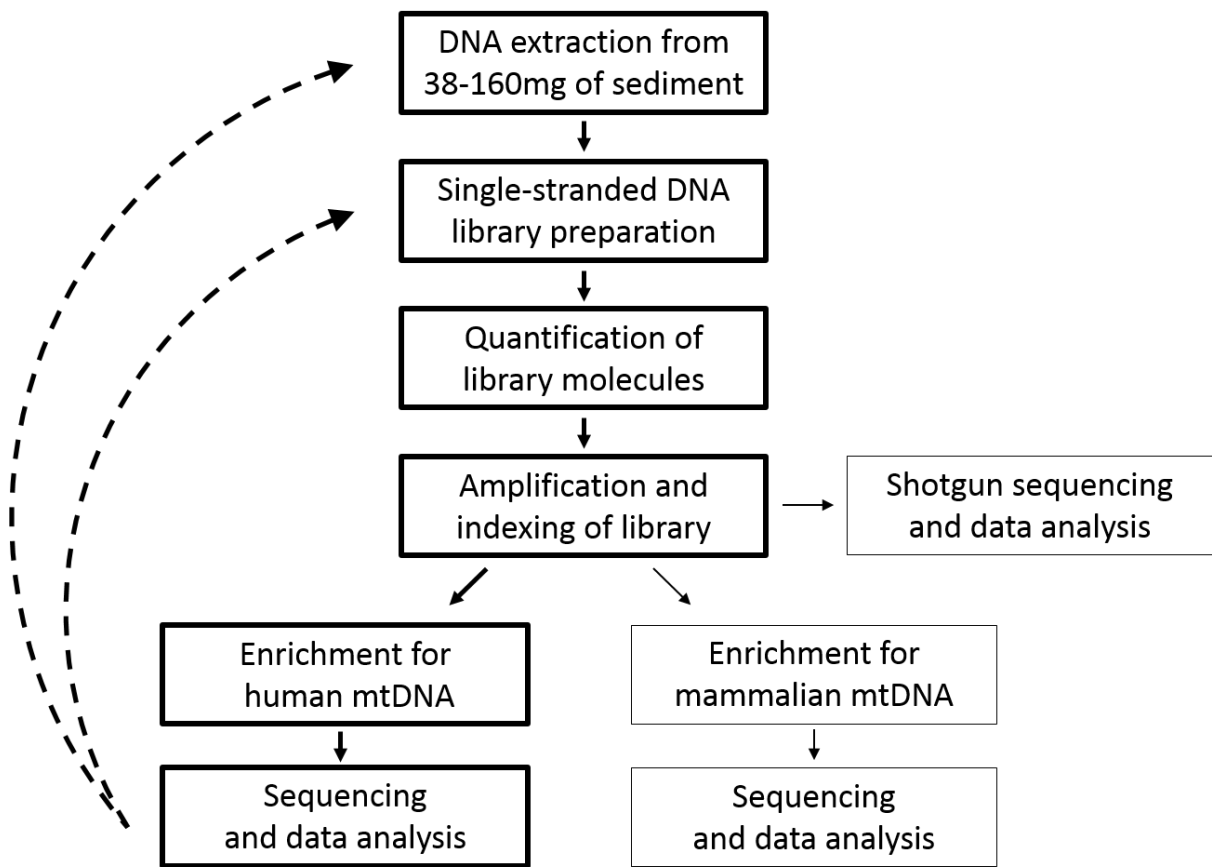 DNA extraction from
38-160mg of sediment
Single-stranded DNA
library preparation
Quantification of
library molecules
Amplification and
indexing of library
Shotgun sequencing
and data analysis
Enrichment for
human mtDNA
Enrichment for
mammalian mtDNA
Sequencing
and data analysis
Sequencing
and data analysis